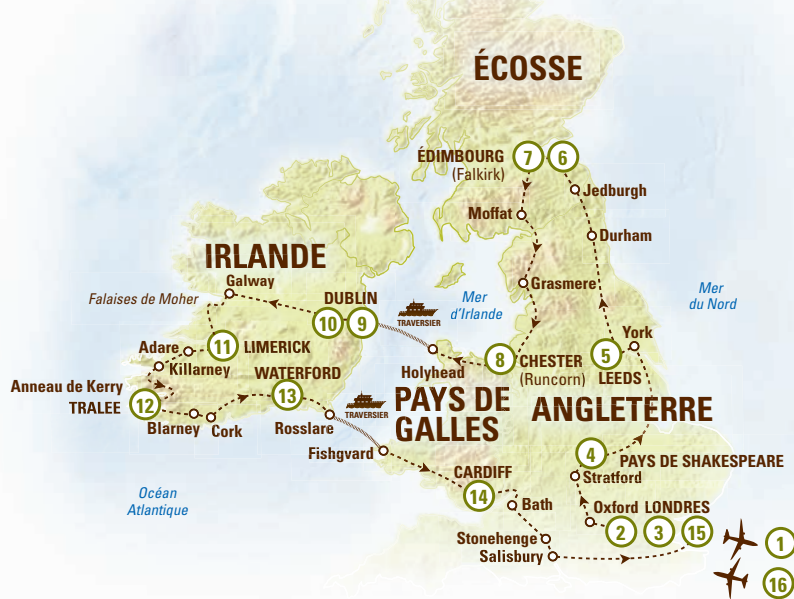 ÉCOSSE
ÉDIMBOURG
(Falkirk)
7
6
Jedburgh
Moffat
Durham
IRLANDE
Galway
Grasmere
Falaises de Moher
DUBLIN
10
9
TRAVERSIER
Mer
d'Irlande
Mer
du Nord
York
5
LEEDS
Adare
11
LIMERICK
Killarney
Holyhead
8
CHESTER
(Runcorn)
Anneau de Kerry
TRALEE
12
WATERFORD
13
Blarney
Cork
Rosslare
TRAVERSIER
PAYS DE
GALLES
ANGLETERRE
Fishgvard
4
PAYS DE SHAKESPEARE
Stratford
CARDIFF
14
Bath
Océan
Atlantique
Oxford
LONDRES
2
3
15
Stonehenge
Salisbury
1
16